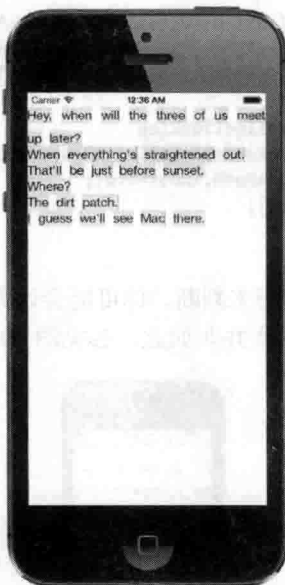 Carrier 12:36 AM
Hey, when will the three of us meet
up later?
When everything's straightened out.
That'll be just before sunset.
Where?
The dirt patch.
I guess we'll see Mac there.